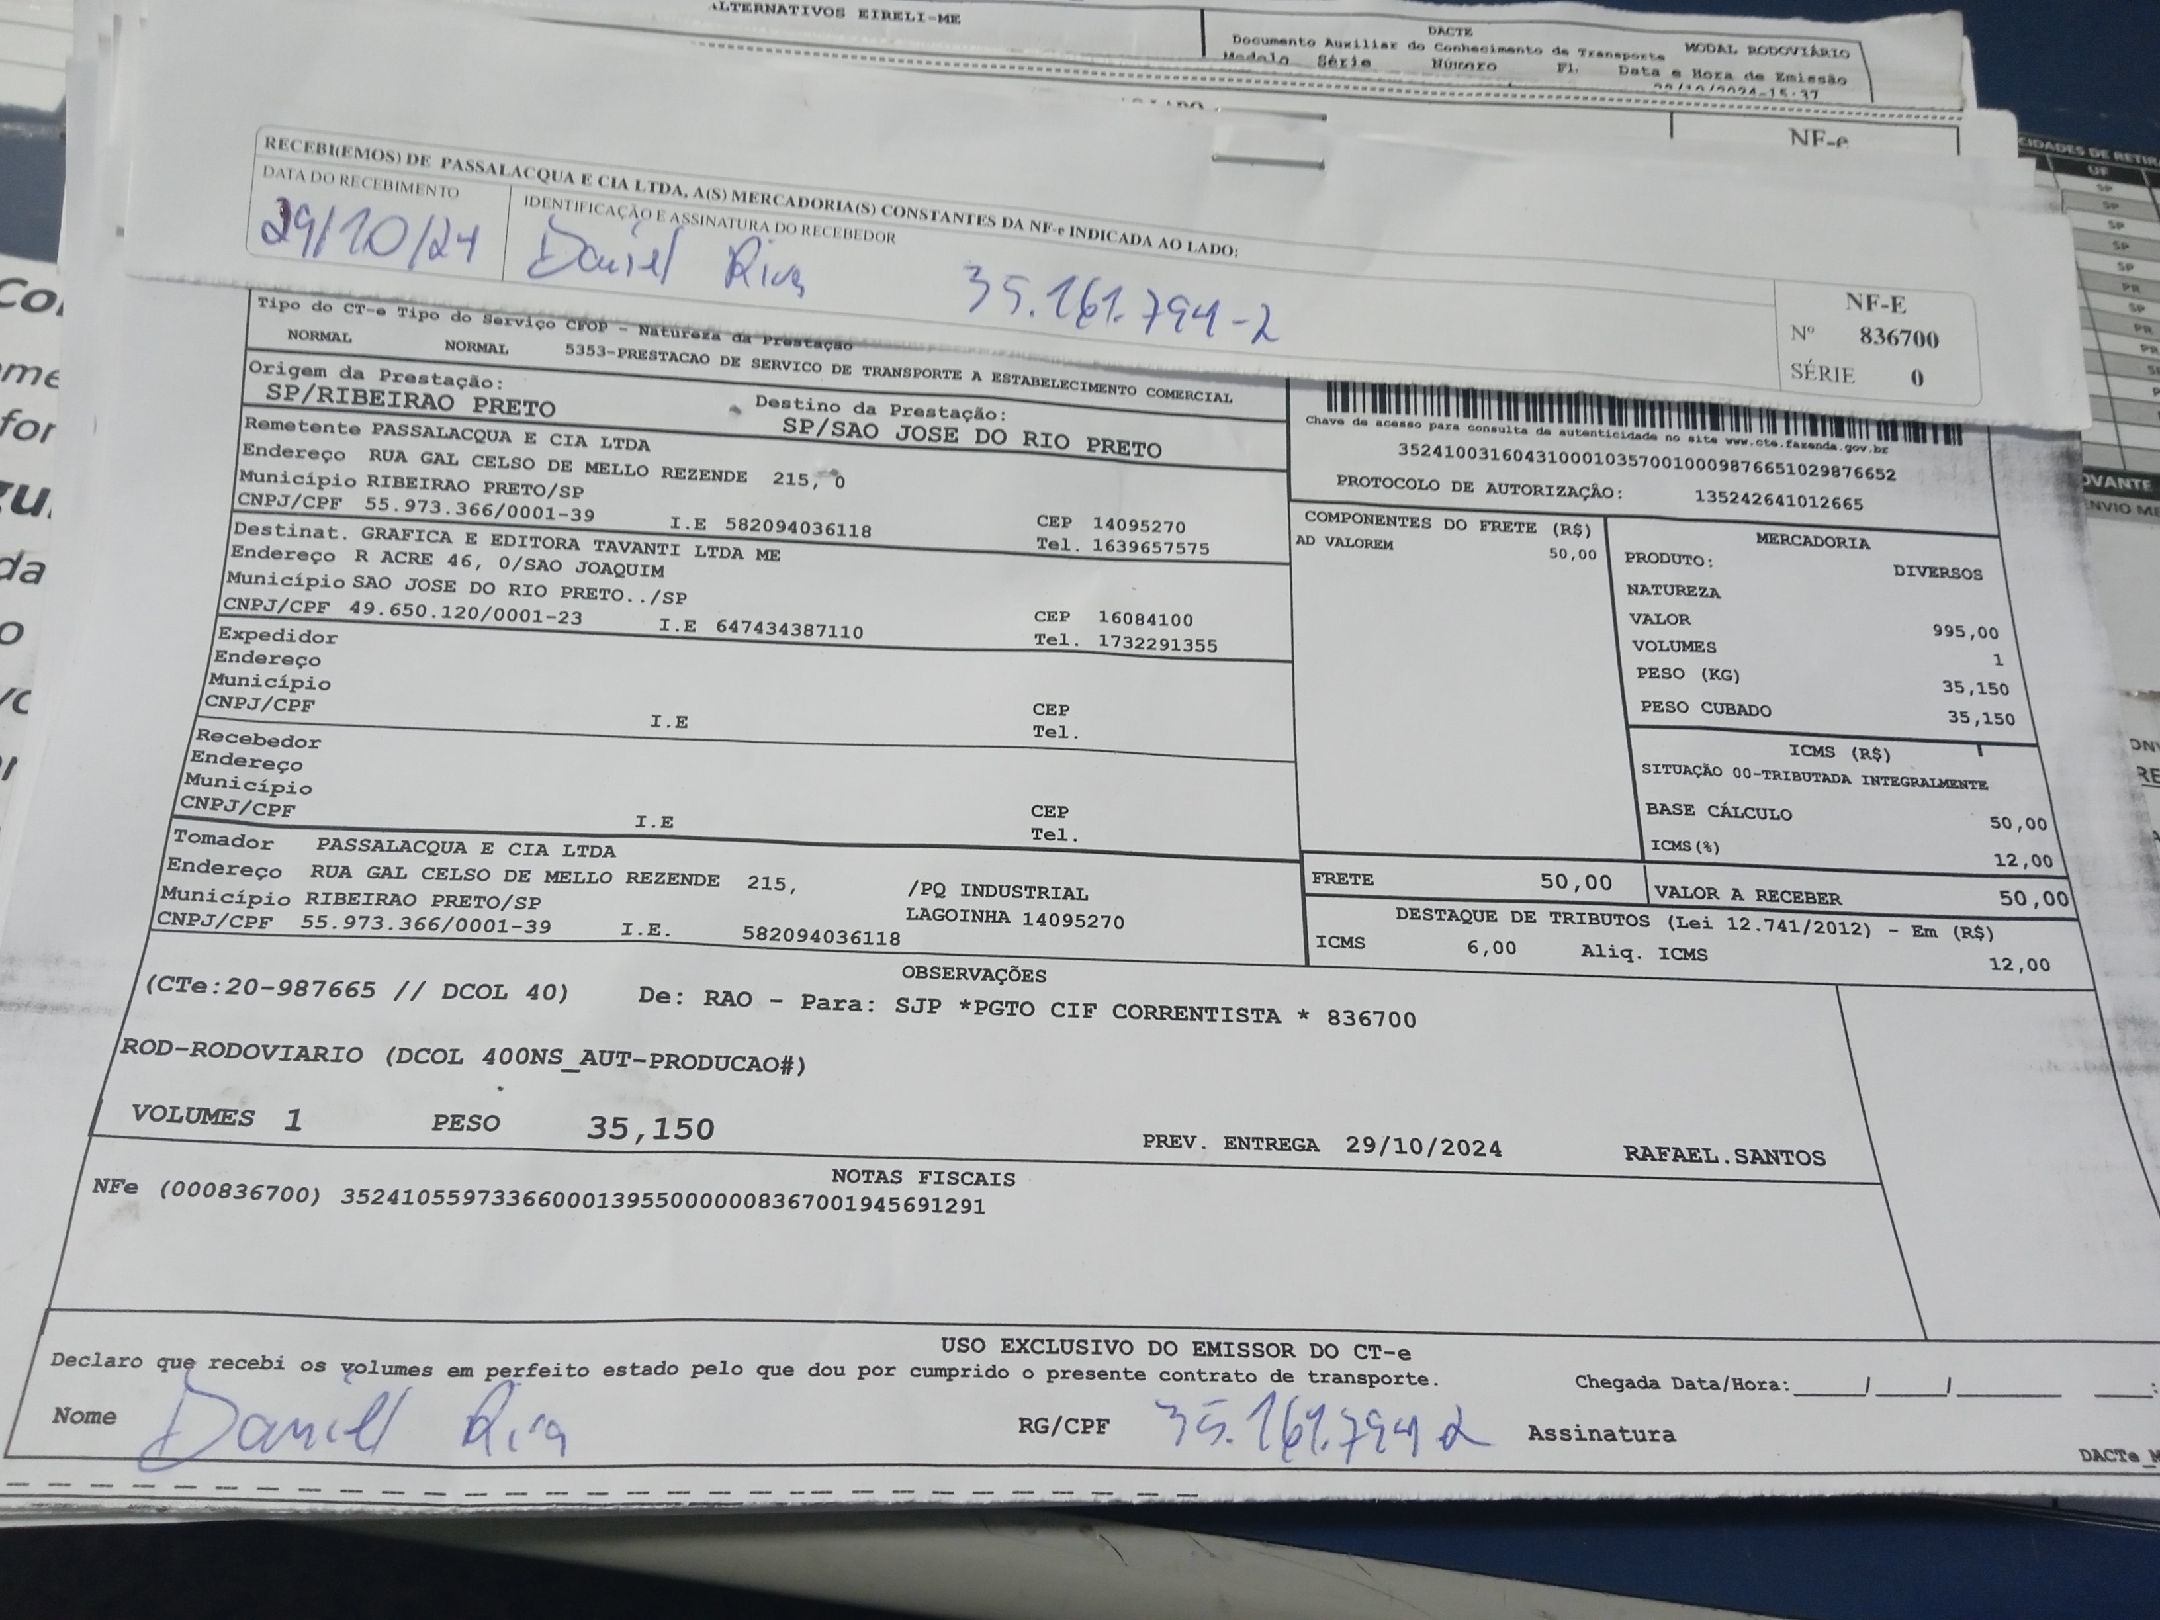 ALTERNATIVOS EIRELI-ME
DACTE
Documento Auxiliar do Conhecimento de Transporte MODAL RODOVIÁRIO
Modelo Série Número Fl. Data e Hora de Emissão
NF-e
RECEBI(EMOS) DE PASSALACQUA E CIA LTDA, A(S) MERCADORIA(S) CONSTANTES DA NF-e INDICADA AO LADO:
DATA DO RECEBIMENTO IDENTIFICAÇÃO E ASSINATURA DO RECEBEDOR
29/10/24 Daniel Riva 35.161.794-2
NF-E
Nº 836700
SÉRIE 0
Tipo do CT-e Tipo do Serviço CFOP - Natureza da Prestação
NORMAL NORMAL 5353-PRESTACAO DE SERVICO DE TRANSPORTE A ESTABELECIMENTO COMERCIAL
Origem da Prestação: Destino da Prestação:
SP/RIBEIRAO PRETO SP/SAO JOSE DO RIO PRETO
Remetente PASSALACQUA E CIA LTDA
Endereço RUA GAL CELSO DE MELLO REZENDE 215, 0
Município RIBEIRAO PRETO/SP CEP 14095270
CNPJ/CPF 55.973.366/0001-39 I.E 582094036118 Tel. 1639657575
Destinat. GRAFICA E EDITORA TAVANTI LTDA ME
Endereço R ACRE 46, 0/SAO JOAQUIM
Município SAO JOSE DO RIO PRETO../SP CEP 16084100
CNPJ/CPF 49.650.120/0001-23 I.E 647434387110 Tel. 1732291355
Expedidor
Endereço
Município CEP
CNPJ/CPF I.E Tel.
Recebedor
Endereço
Município CEP
CNPJ/CPF I.E Tel.
Tomador PASSALACQUA E CIA LTDA
Endereço RUA GAL CELSO DE MELLO REZENDE 215, /PQ INDUSTRIAL
Município RIBEIRAO PRETO/SP LAGOINHA 14095270
CNPJ/CPF 55.973.366/0001-39 I.E. 582094036118
Chave de acesso para consulta de autenticidade no site www.cte.fazenda.gov.br
35241003160431000103570010009876651029876652
PROTOCOLO DE AUTORIZAÇÃO: 135242641012665
COMPONENTES DO FRETE (R$)
AD VALOREM 50,00
MERCADORIA
PRODUTO: DIVERSOS
NATUREZA
VALOR 995,00
VOLUMES 1
PESO (KG) 35,150
PESO CUBADO 35,150
ICMS (R$)
SITUAÇÃO 00-TRIBUTADA INTEGRALMENTE
BASE CÁLCULO 50,00
ICMS(%) 12,00
FRETE 50,00 VALOR A RECEBER 50,00
DESTAQUE DE TRIBUTOS (Lei 12.741/2012) - Em (R$)
ICMS 6,00 Aliq. ICMS 12,00
OBSERVAÇÕES
(CTe:20-987665 // DCOL 40) De: RAO - Para: SJP *PGTO CIF CORRENTISTA * 836700
ROD-RODOVIARIO (DCOL 400NS_AUT-PRODUCAO#)
VOLUMES 1 PESO 35,150 PREV. ENTREGA 29/10/2024 RAFAEL.SANTOS
NOTAS FISCAIS
NFe (000836700) 35241055973366000139550000008367001945691291
USO EXCLUSIVO DO EMISSOR DO CT-e
Declaro que recebi os volumes em perfeito estado pelo que dou por cumprido o presente contrato de transporte. Chegada Data/Hora:_____/_____/________ ____:
Nome Daniel Riva RG/CPF 35.161.794 2 Assinatura
DACTe_M